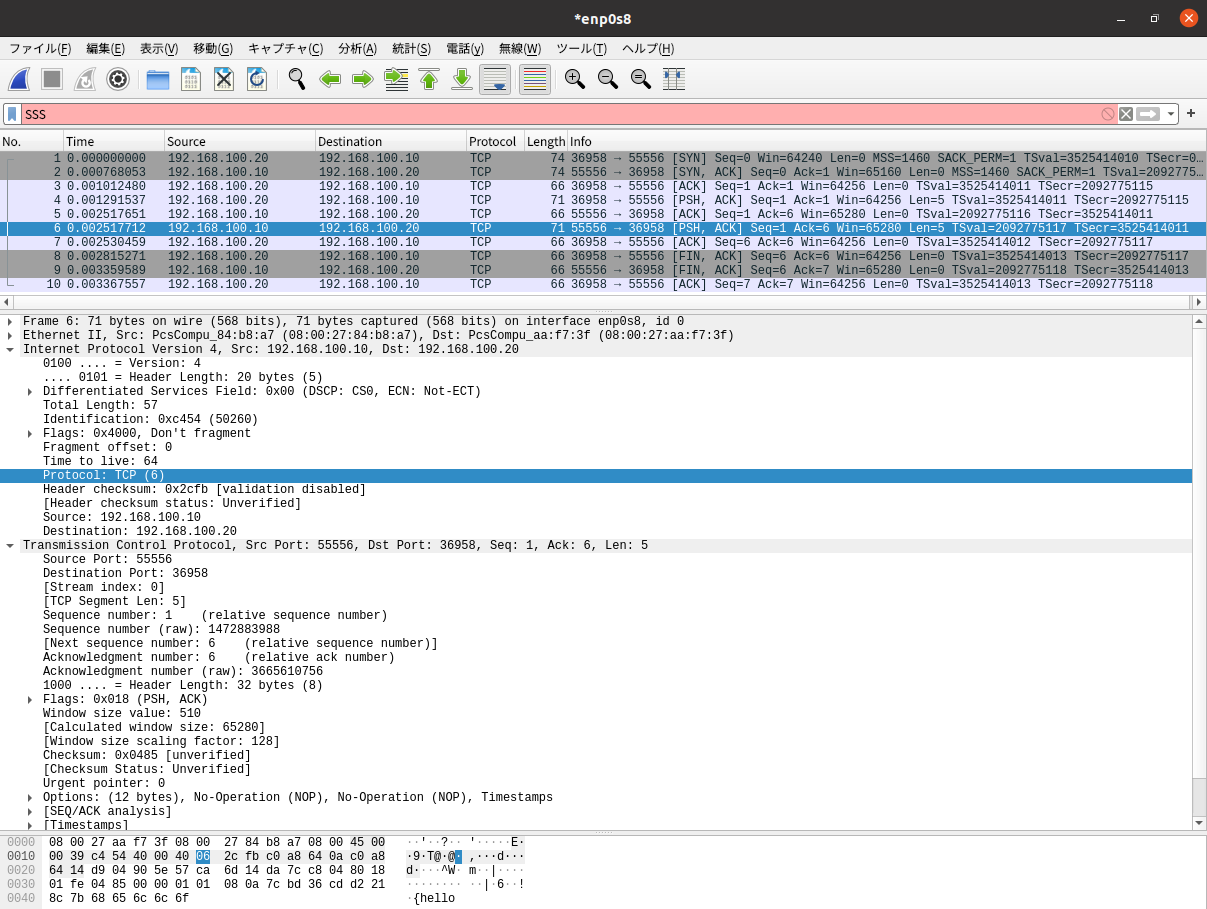 *enp0s8
ファイル(F) 編集(E) 表示(V) 移動(G) キャプチャ(C) 分析(A) 統計(S) 電話(y) 無線(W) ツール(T) ヘルプ(H)
SSS
No. Time Source Destination Protocol Length Info
1 0.000000000 192.168.100.20 192.168.100.10 TCP 74 36958 → 55556 [SYN] Seq=0 Win=64240 Len=0 MSS=1460 SACK_PERM=1 TSval=3525414010 TSecr=0…
2 0.000768053 192.168.100.10 192.168.100.20 TCP 74 55556 → 36958 [SYN, ACK] Seq=0 Ack=1 Win=65160 Len=0 MSS=1460 SACK_PERM=1 TSval=2092775…
3 0.001012480 192.168.100.20 192.168.100.10 TCP 66 36958 → 55556 [ACK] Seq=1 Ack=1 Win=64256 Len=0 TSval=3525414011 TSecr=2092775115
4 0.001291537 192.168.100.20 192.168.100.10 TCP 71 36958 → 55556 [PSH, ACK] Seq=1 Ack=1 Win=64256 Len=5 TSval=3525414011 TSecr=2092775115
5 0.002517651 192.168.100.10 192.168.100.20 TCP 66 55556 → 36958 [ACK] Seq=1 Ack=6 Win=65280 Len=0 TSval=2092775116 TSecr=3525414011
6 0.002517712 192.168.100.10 192.168.100.20 TCP 71 55556 → 36958 [PSH, ACK] Seq=1 Ack=6 Win=65280 Len=5 TSval=2092775117 TSecr=3525414011
7 0.002530459 192.168.100.20 192.168.100.10 TCP 66 36958 → 55556 [ACK] Seq=6 Ack=6 Win=64256 Len=0 TSval=3525414012 TSecr=2092775117
8 0.002815271 192.168.100.20 192.168.100.10 TCP 66 36958 → 55556 [FIN, ACK] Seq=6 Ack=6 Win=64256 Len=0 TSval=3525414013 TSecr=2092775117
9 0.003359589 192.168.100.10 192.168.100.20 TCP 66 55556 → 36958 [FIN, ACK] Seq=6 Ack=7 Win=65280 Len=0 TSval=2092775118 TSecr=3525414013
10 0.003367557 192.168.100.20 192.168.100.10 TCP 66 36958 → 55556 [ACK] Seq=7 Ack=7 Win=64256 Len=0 TSval=3525414013 TSecr=2092775118
Frame 6: 71 bytes on wire (568 bits), 71 bytes captured (568 bits) on interface enp0s8, id 0
Ethernet II, Src: PcsCompu_84:b8:a7 (08:00:27:84:b8:a7), Dst: PcsCompu_aa:f7:3f (08:00:27:aa:f7:3f)
Internet Protocol Version 4, Src: 192.168.100.10, Dst: 192.168.100.20
0100 .... = Version: 4
.... 0101 = Header Length: 20 bytes (5)
Differentiated Services Field: 0x00 (DSCP: CS0, ECN: Not-ECT)
Total Length: 57
Identification: 0xc454 (50260)
Flags: 0x4000, Don't fragment
Fragment offset: 0
Time to live: 64
Protocol: TCP (6)
Header checksum: 0x2cfb [validation disabled]
[Header checksum status: Unverified]
Source: 192.168.100.10
Destination: 192.168.100.20
Transmission Control Protocol, Src Port: 55556, Dst Port: 36958, Seq: 1, Ack: 6, Len: 5
Source Port: 55556
Destination Port: 36958
[Stream index: 0]
[TCP Segment Len: 5]
Sequence number: 1    (relative sequence number)
Sequence number (raw): 1472883988
[Next sequence number: 6    (relative sequence number)]
Acknowledgment number: 6    (relative ack number)
Acknowledgment number (raw): 3665610756
1000 .... = Header Length: 32 bytes (8)
Flags: 0x018 (PSH, ACK)
Window size value: 510
[Calculated window size: 65280]
[Window size scaling factor: 128]
Checksum: 0x0485 [unverified]
[Checksum Status: Unverified]
Urgent pointer: 0
Options: (12 bytes), No-Operation (NOP), No-Operation (NOP), Timestamps
[SEQ/ACK analysis]
[Timestamps]
0000 08 00 27 aa f7 3f 08 00 27 84 b8 a7 08 00 45 00 ··'··?·· '·····E·
0010 00 39 c4 54 40 00 40 06 2c fb c0 a8 64 0a c0 a8 ·9·T@·@· ,···d···
0020 64 14 d9 04 90 5e 57 ca 6d 14 da 7c c8 04 80 18 d····^W· m··|····
0030 01 fe 04 85 00 00 01 01 08 0a 7c bd 36 cd d2 21 ········ ··|·6··!
0040 8c 7b 68 65 6c 6c 6f ·{hello